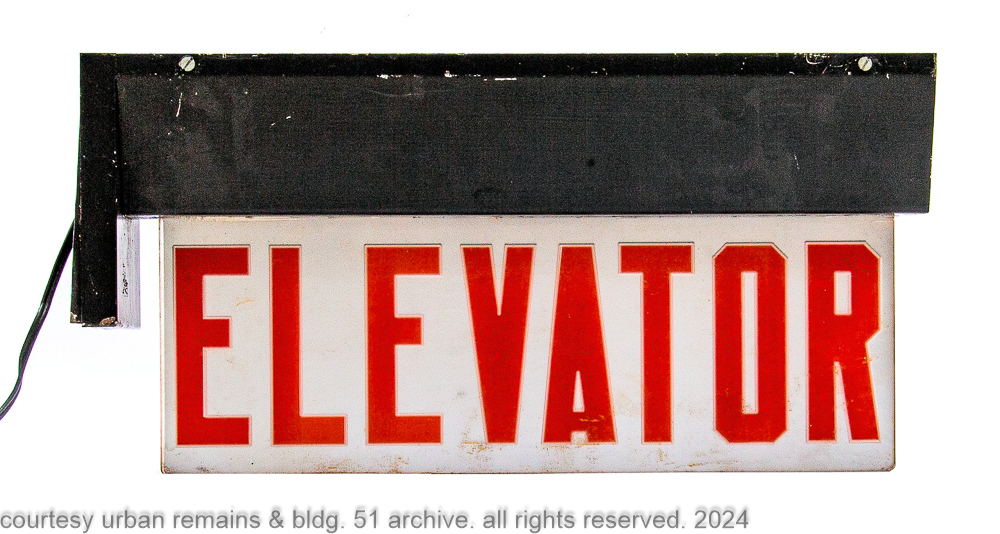 ELEVATOR
courtesy urban remains & bldg. 51 archive. all rights reserved. 2024